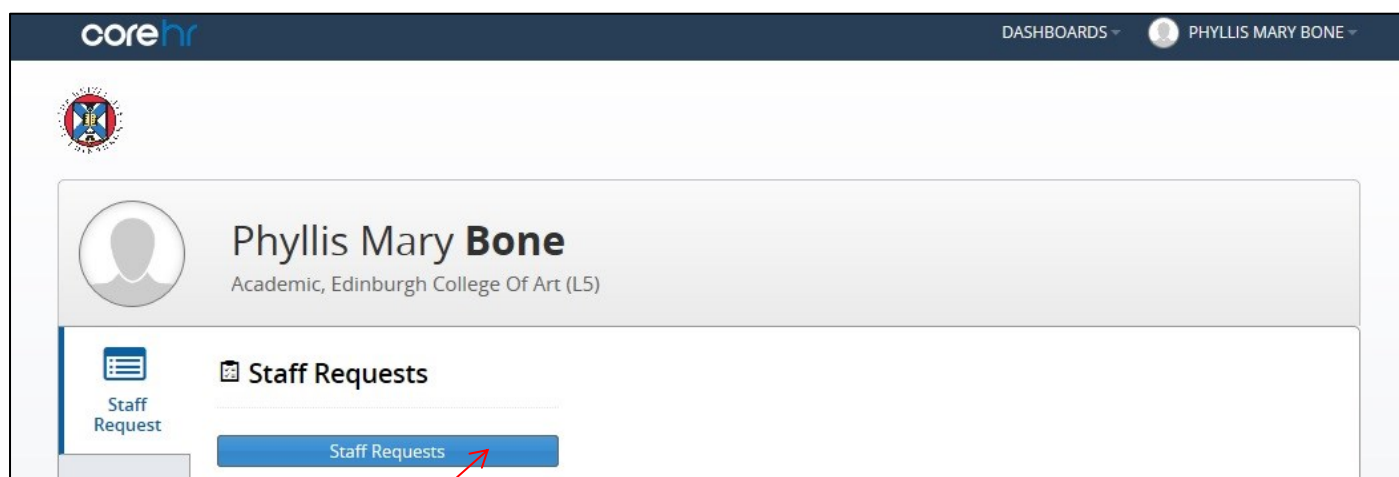 corehr
DASHBOARDS
PHYLLIS MARY BONE
Phyllis Mary Bone
Academic, Edinburgh College Of Art (L5)
Staff
Request
Staff Requests
Staff Requests